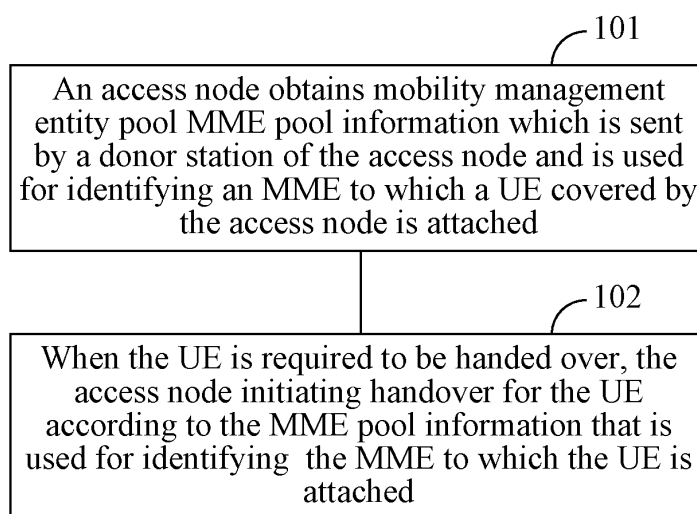 101
An access node obtains mobility management
entity pool MME pool information which is sent
by a donor station of the access node and is used
for identifying an MME to which a UE covered by
the access node is attached
102
When the UE is required to be handed over, the
access node initiating handover for the UE
according to the MME pool information that is
used for identifying the MME to which the UE is
attached